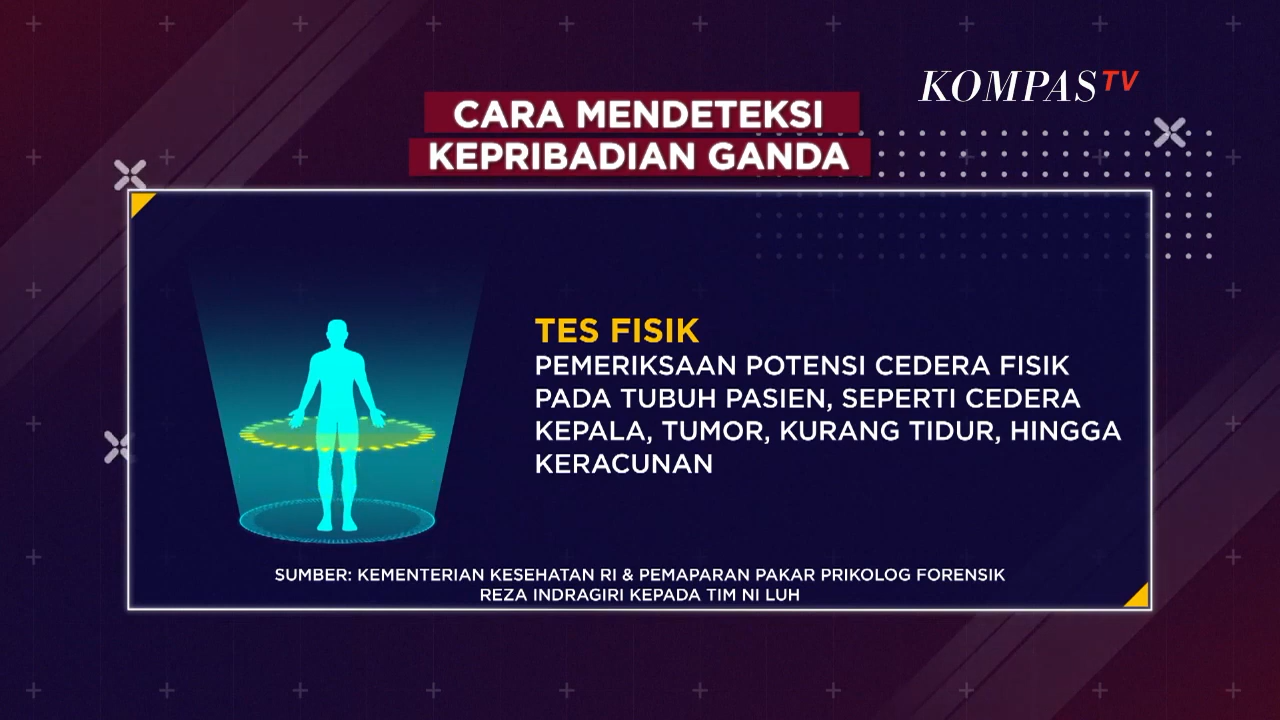 KOMPASTV
CARA MENDETEKSI
KEPRIBADIAN GANDA
TES FISIK
PEMERIKSAAN POTENSI CEDERA FISIK
PADA TUBUH PASIEN, SEPERTI CEDERA
KEPALA, TUMOR, KURANG TIDUR, HINGGA
KERACUNAN
SUMBER: KEMENTERIAN KESEHATAN RI & PEMAPARAN PAKAR PRIKOLOG FORENSIK
REZA INDRAGIRI KEPADA TIM NI LUH